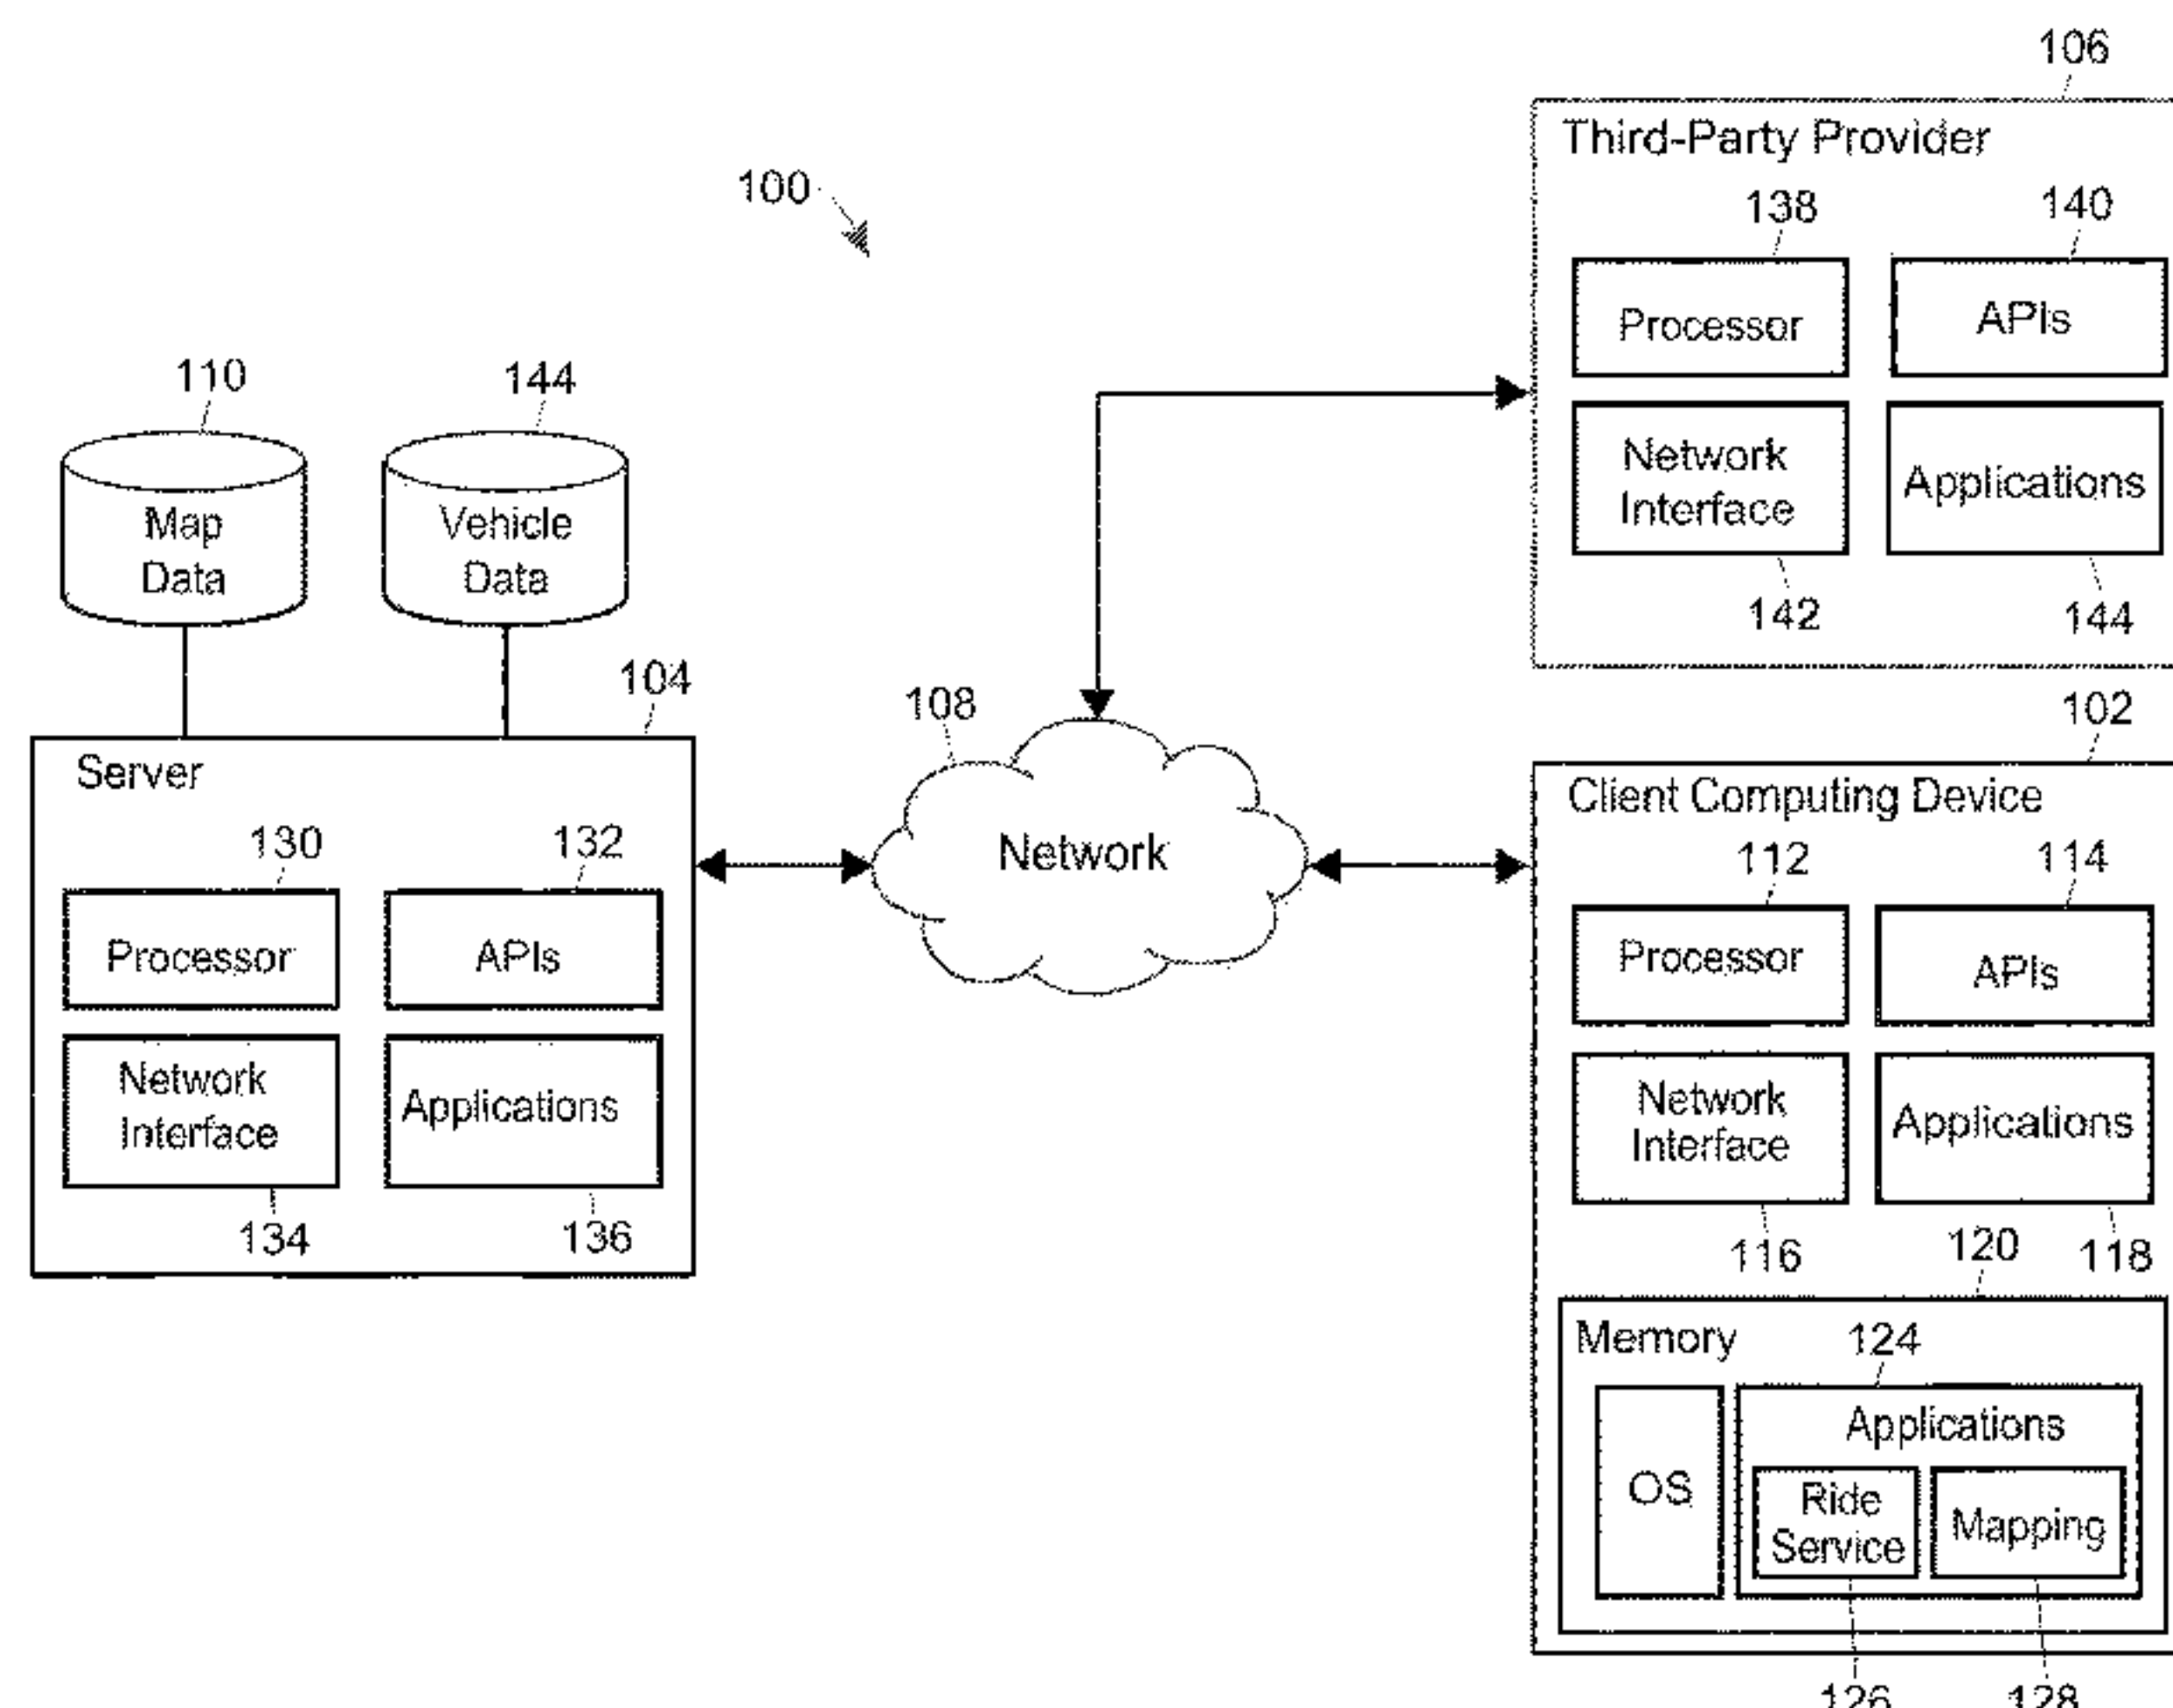 106
Third-Party Provider
100
138
140
Processor
APIs
Network
Interface
Applications
142
144
110
144
Map
Data
Vehicle
Data
104
Server
130
132
Processor
APIs
Network
Interface
Applications
134
136
108
Network
102
Client Computing Device
112
114
Processor
APIs
Network
Interface
Applications
116
120
118
Memory
124
OS
Applications
Ride
Service
Mapping
126
128